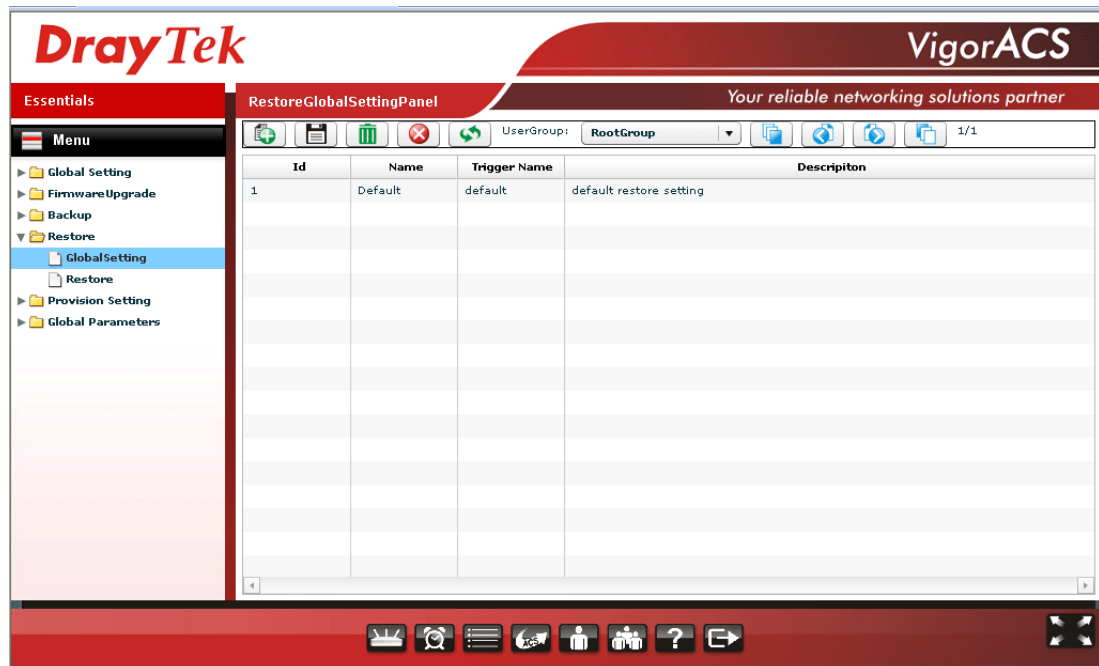 DrayTek
VigorACS
Essentials
RestoreGlobalSettingPanel
Your reliable networking solutions partner
Menu
UserGroup:
RootGroup
1/1
Id
Name
Trigger Name
Descripiton
Global Setting
FirmwareUpgrade
Backup
Restore
GlobalSetting
Restore
Provision Setting
Global Parameters
1
Default
default
default restore setting
ACS
?